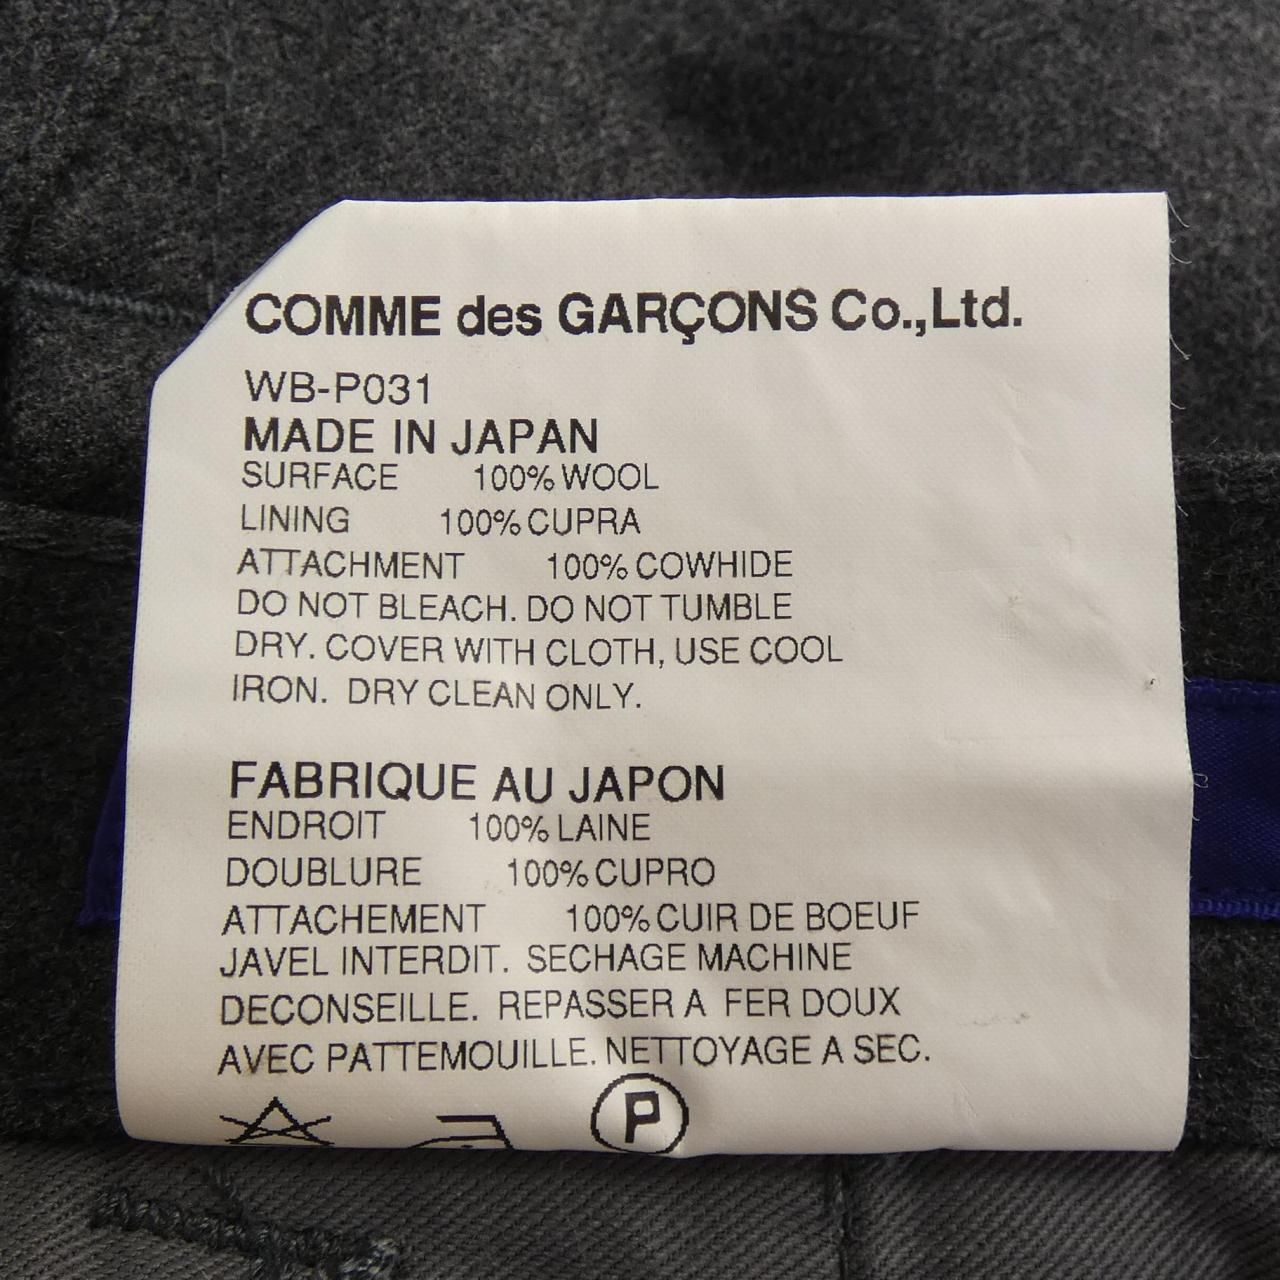 COMME des GARÇONS Co.,Ltd.
WB-P031
MADE IN JAPAN
SURFACE 100% WOOL
LINING 100% CUPRA
ATTACHMENT 100% COWHIDE
DO NOT BLEACH. DO NOT TUMBLE
DRY. COVER WITH CLOTH, USE COOL
IRON. DRY CLEAN ONLY.
FABRIQUE AU JAPON
ENDROIT 100% LAINE
DOUBLURE 100% CUPRO
ATTACHEMENT 100% CUIR DE BOEUF
JAVEL INTERDIT. SECHAGE MACHINE
DECONSEILLE. REPASSER A FER DOUX
AVEC PATTEMOUILLE. NETTOYAGE A SEC.
P